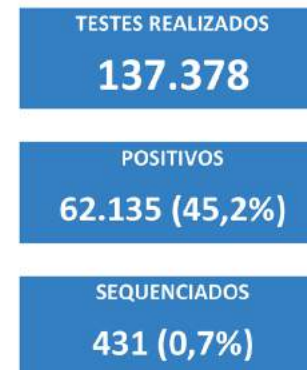 TESTES REALIZADOS
137.378
POSITIVOS
62.135 (45,2%)
SEQUENCIADOS
431 (0,7%)